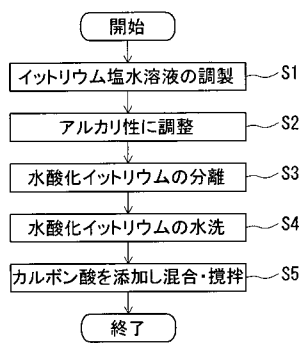 開始
イットリウム塩水溶液の調製 S1
アルカリ性に調整 S2
水酸化イットリウムの分離 S3
水酸化イットリウムの水洗 S4
カルボン酸を添加し混合・撹拌 S5
終了